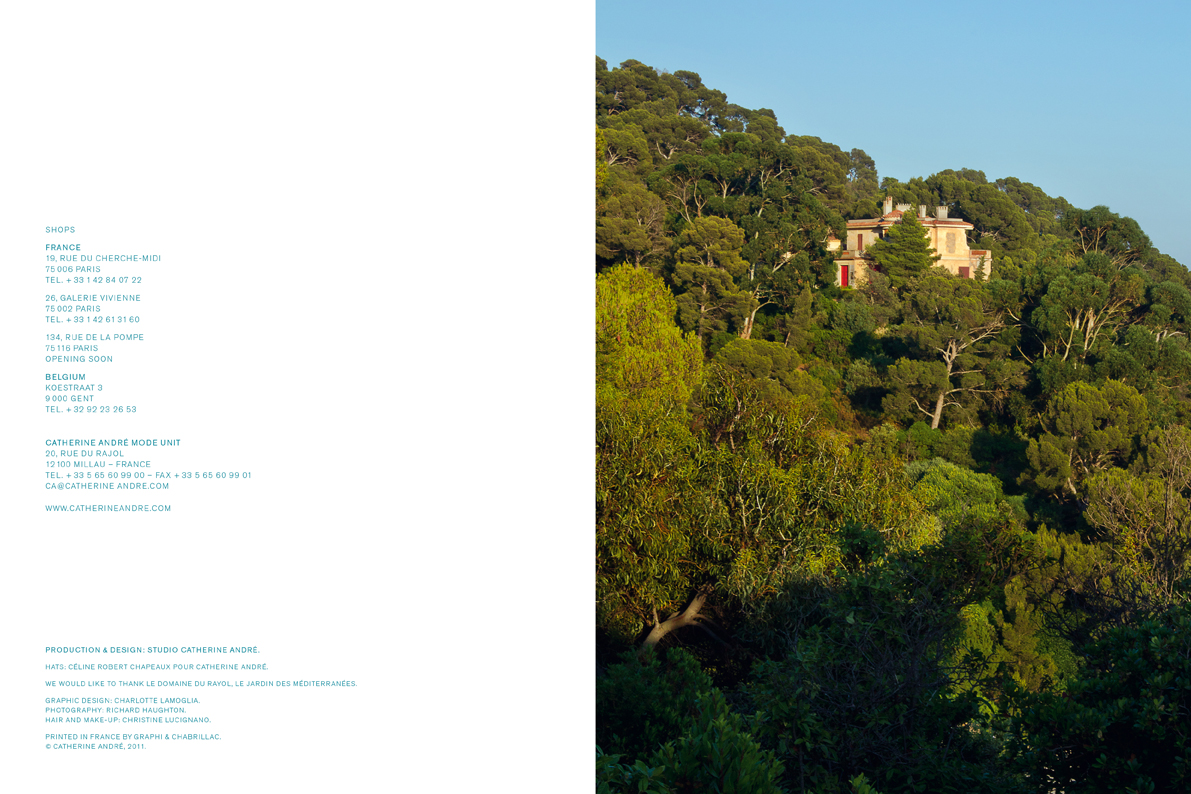 SHOPS
FRANCE
19, RUE DU CHERCHE-MIDI
75 006 PARIS
TEL. + 33 1 42 84 07 22
26, GALERIE VIVIENNE
75 002 PARIS
TEL. + 33 1 42 61 31 60
134, RUE DE LA POMPE
75 116 PARIS
OPENING SOON
BELGIUM
KOESTRAAT 3
9 000 GENT
TEL. + 32 92 23 26 53
CATHERINE ANDRÉ MODE UNIT
20, RUE DU RAJOL
12 100 MILLAU – FRANCE
TEL. + 33 5 65 60 99 00 – FAX + 33 5 65 60 99 01
CA@CATHERINE ANDRE.COM
WWW.CATHERINEANDRE.COM
PRODUCTION & DESIGN: STUDIO CATHERINE ANDRÉ.
HATS: CÉLINE ROBERT CHAPEAUX POUR CATHERINE ANDRÉ.
WE WOULD LIKE TO THANK LE DOMAINE DU RAYOL, LE JARDIN DES MÉDITERRANÉES.
GRAPHIC DESIGN: CHARLOTTE LAMOGLIA.
PHOTOGRAPHY: RICHARD HAUGHTON.
HAIR AND MAKE-UP: CHRISTINE LUCIGNANO.
PRINTED IN FRANCE BY GRAPHI & CHABRILLAC.
© CATHERINE ANDRÉ, 2011.